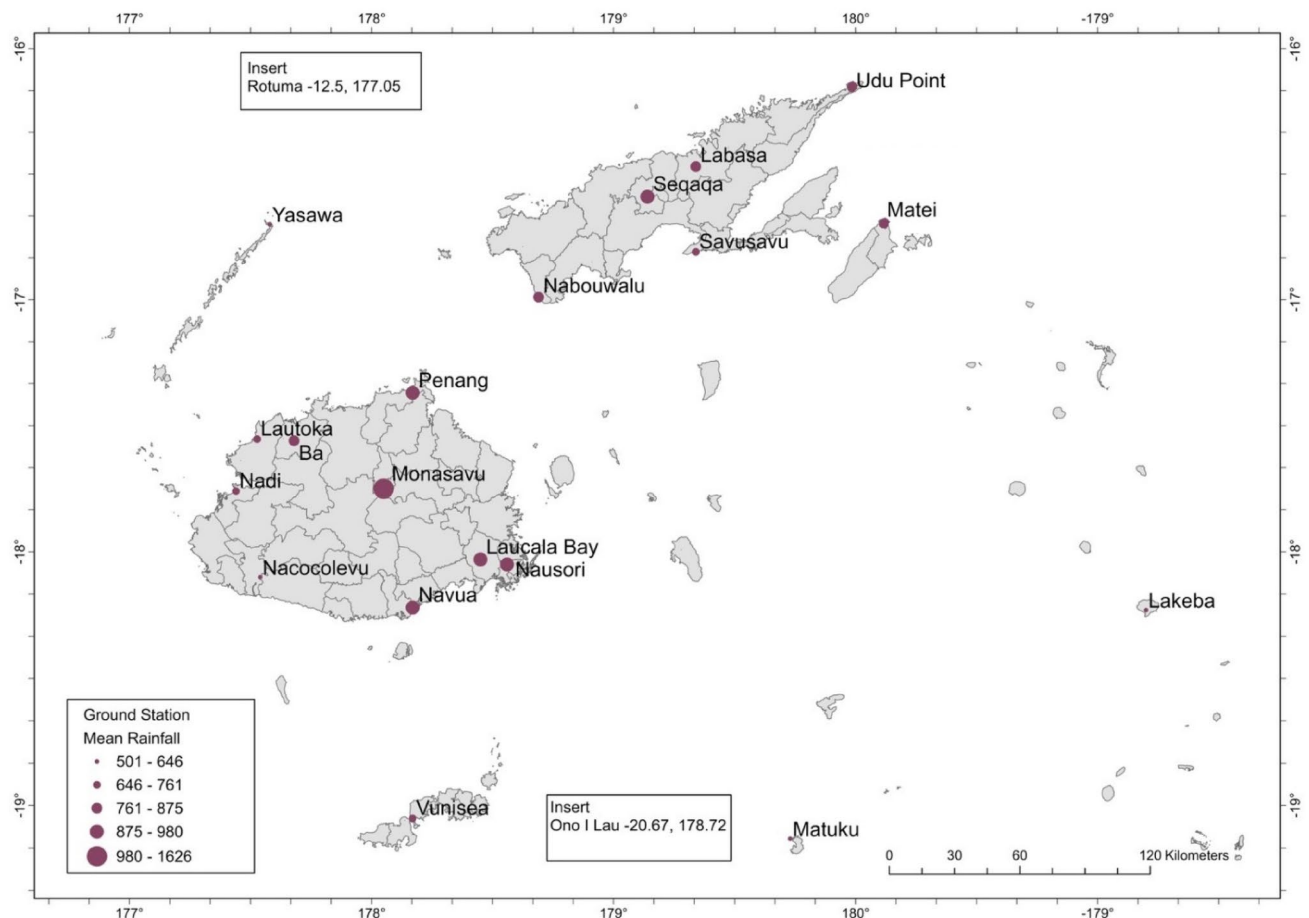 177°
178°
179°
180°
-179°
-16°
-16°
Insert
Rotuma -12.5, 177.05
Udu Point
Labasa
Seqaqa
Yasawa
Matei
Savusavu
Nabouwalu
-17°
-17°
Penang
Lautoka
Ba
Monasavu
Nadi
Laucala Bay
-18°
-18°
Nacocolevu
Nausori
Navua
Lakeba
Ground Station
Mean Rainfall
501 - 646
646 - 761
761 - 875
875 - 980
980 - 1626
-19°
-19°
Vunisea
Insert
Ono I Lau -20.67, 178.72
Matuku
0 30 60 120 Kilometers
177°
178°
179°
180°
-179°